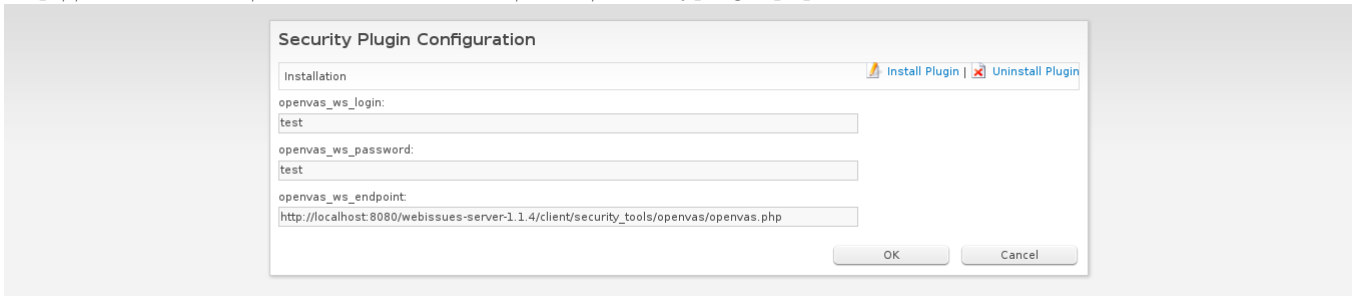 Security Plugin Configuration
Installation
Install Plugin | Uninstall Plugin
openvas_ws_login:
test
openvas_ws_password:
test
openvas_ws_endpoint:
http://localhost:8080/webissues-server-1.1.4/client/security_tools/openvas/openvas.php
OK Cancel